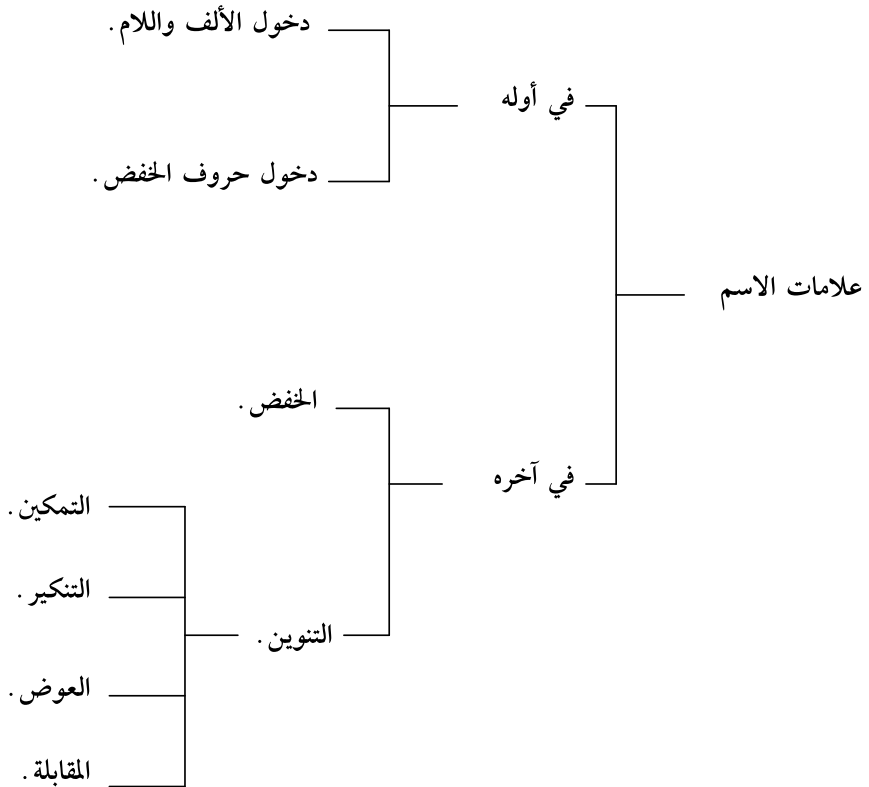 علامات الاسم
في أوله
دخول الألف واللام .
دخول حروف الخفض .
في آخره
الخفض .
التنوين .
التمكين .
التنكير .
العوض .
المقابلة .